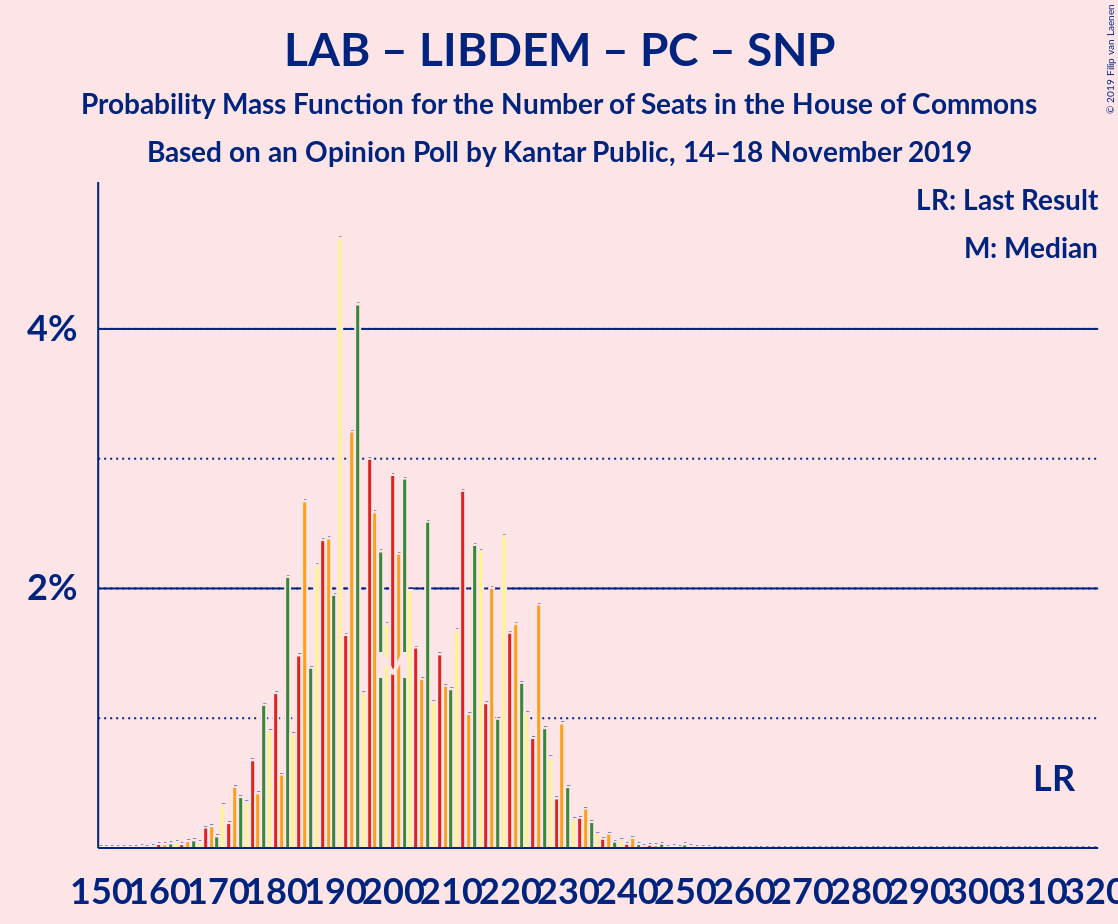 LAB – LIBDEM – PC – SNP
Probability Mass Function for the Number of Seats in the House of Commons
Based on an Opinion Poll by Kantar Public, 14–18 November 2019
© 2019 Filip van Laenen
LR: Last Result
M: Median
4%
2%
M
LR
150 160 170 180 190 200 210 220 230 240 250 260 270 280 290 300 310 320